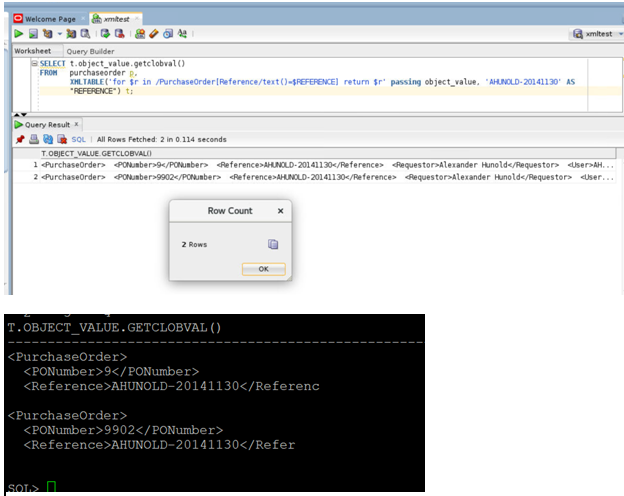 Welcome Page × xmltest ×
xmltest
Worksheet Query Builder
SELECT t.object_value.getclobval()
FROM purchaseorder p,
XMLTABLE('for $r in /PurchaseOrder[Reference/text()=$REFERENCE] return $r' passing object_value, 'AHUNOLD-20141130' AS
"REFERENCE") t;
Query Result ×
SQL | All Rows Fetched: 2 in 0.114 seconds
T.OBJECT_VALUE.GETCLOBVAL()
1 <PurchaseOrder> <PONumber>9</PONumber> <Reference>AHUNOLD-20141130</Reference> <Requestor>Alexander Hunold</Requestor> <User>AH...
2 <PurchaseOrder> <PONumber>9902</PONumber> <Reference>AHUNOLD-20141130</Reference> <Requestor>Alexander Hunold</Requestor> <User...
Row Count ×
2 Rows
OK
T.OBJECT_VALUE.GETCLOBVAL()
--------------------------------------------------
<PurchaseOrder>
<PONumber>9</PONumber>
<Reference>AHUNOLD-20141130</Referenc
<PurchaseOrder>
<PONumber>9902</PONumber>
<Reference>AHUNOLD-20141130</Refer
SQL>